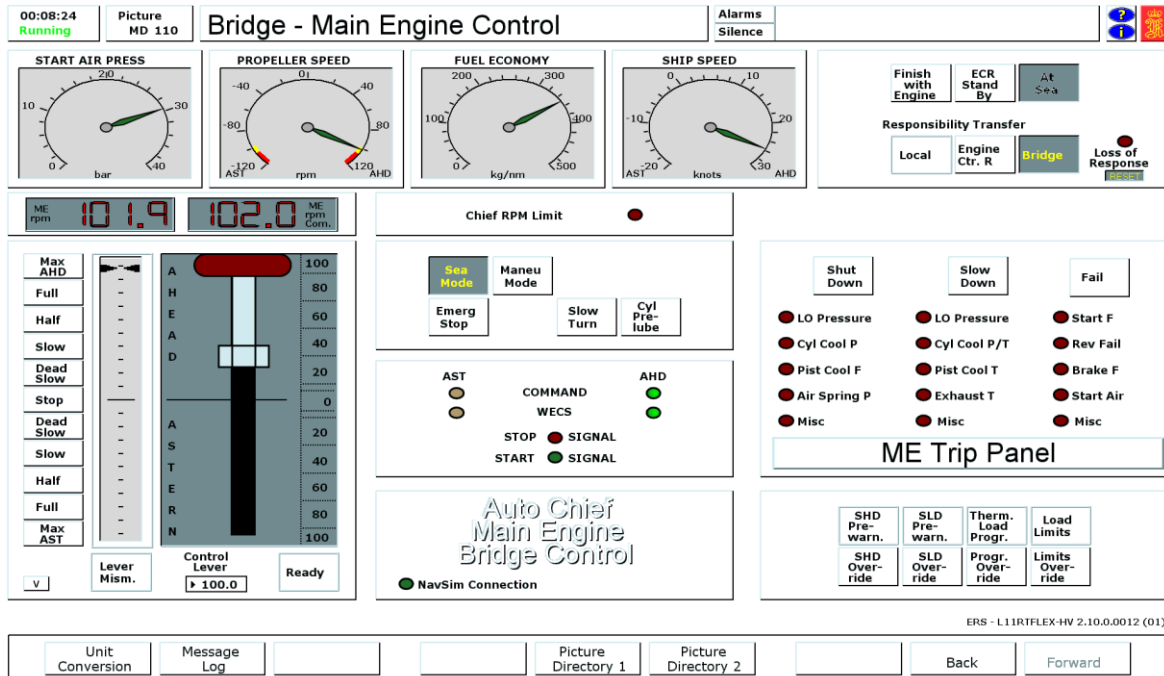 00:08:24
Running
Picture
MD 110
Bridge - Main Engine Control
Alarms
Silence
?
i
START AIR PRESS
0
10
20
30
40
bar
PROPELLER SPEED
-120
-80
-40
0
40
80
120
AST
rpm
AHD
FUEL ECONOMY
0
100
400
500
kg/nm
SHIP SPEED
-20
-10
0
10
20
30
AST
knots
AHD
Finish
with
Engine
ECR
Stand
By
At
Sea
Responsibility Transfer
Local
Engine
Ctr. R
Bridge
Loss of
Response
RESET
ME
rpm
101.9
102.0
ME
rpm
Com.
Chief RPM Limit
Max
AHD
Full
Half
Slow
Dead
Slow
Stop
Dead
Slow
Slow
Half
Full
Max
AST
V
Lever
Mism.
A
H
E
A
D
A
S
T
E
R
N
100
80
60
40
20
0
20
40
60
80
100
Control
Lever
100.0
Ready
Sea
Mode
Maneu
Mode
Emerg
Stop
Slow
Turn
Cyl
Pre-
lube
AST
AHD
COMMAND
WECS
STOP SIGNAL
START SIGNAL
Auto Chief
Main Engine
Bridge Control
NavSim Connection
Shut
Down
Slow
Down
Fail
LO Pressure
LO Pressure
Start F
Cyl Cool P
Cyl Cool P/T
Rev Fail
Pist Cool F
Pist Cool T
Brake F
Air Spring P
Exhaust T
Start Air
Misc
Misc
Misc
ME Trip Panel
SHD
Pre-
warn.
SLD
Pre-
warn.
Therm.
Load
Progr.
Load
Limits
SHD
Over-
ride
SLD
Over-
ride
Progr.
Over-
ride
Limits
Over-
ride
ERS - L11RTFLEX-HV 2.10.0.0012 (01)
Unit
Conversion
Message
Log
Picture
Directory 1
Picture
Directory 2
Back
Forward